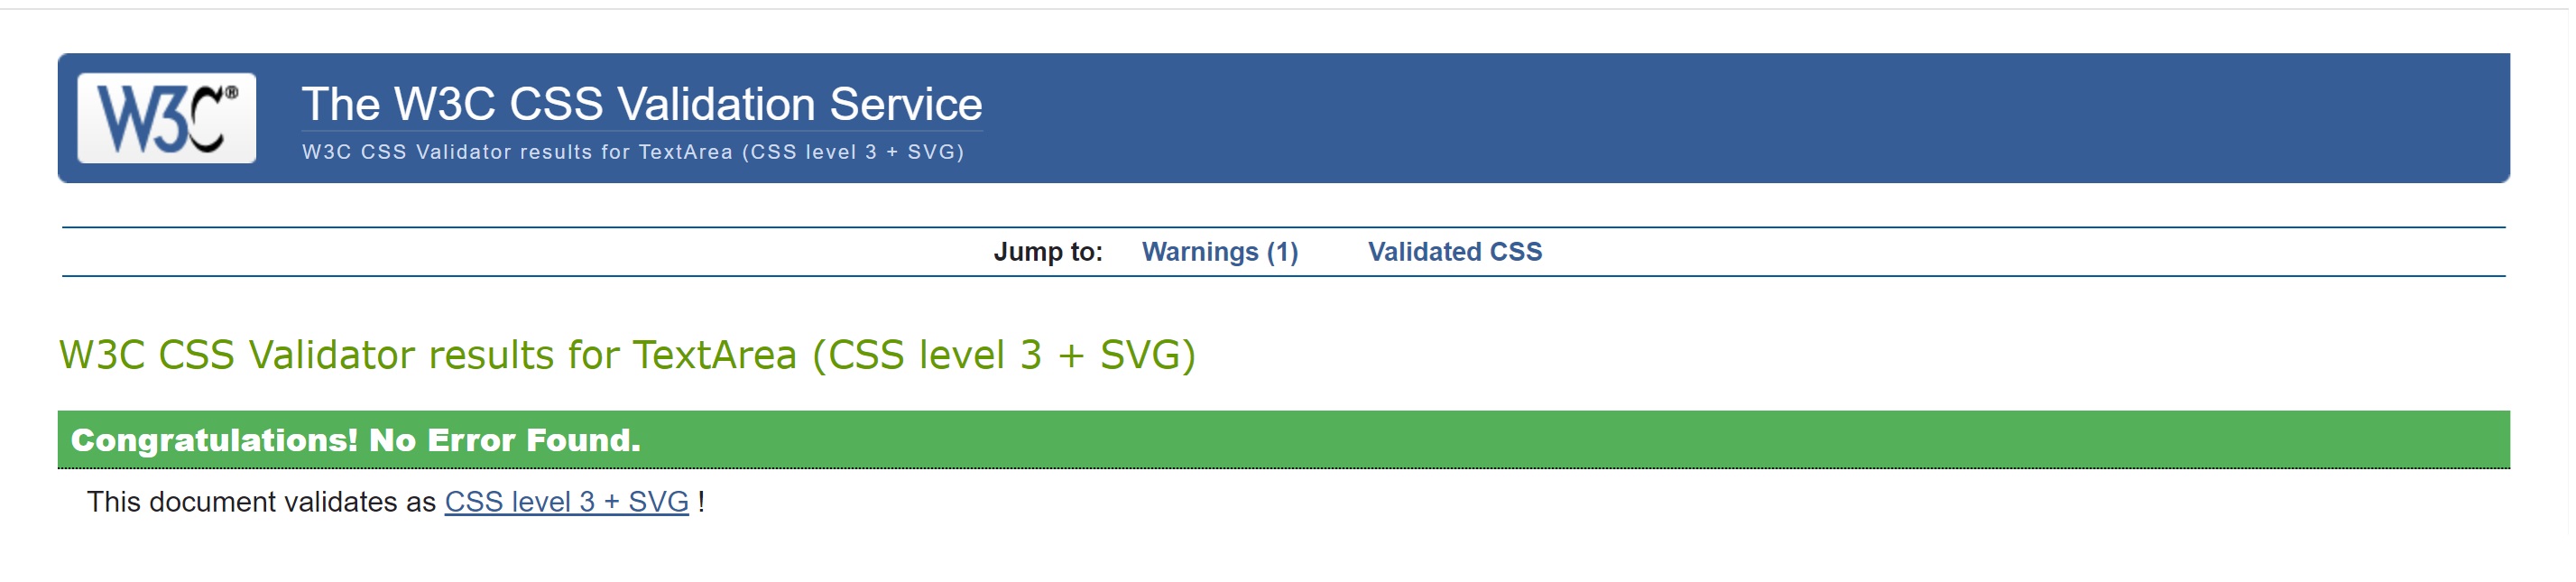 W3C®
The W3C CSS Validation Service
W3C CSS Validator results for TextArea (CSS level 3 + SVG)
Jump to: Warnings (1) Validated CSS
W3C CSS Validator results for TextArea (CSS level 3 + SVG)
Congratulations! No Error Found.
This document validates as CSS level 3 + SVG !